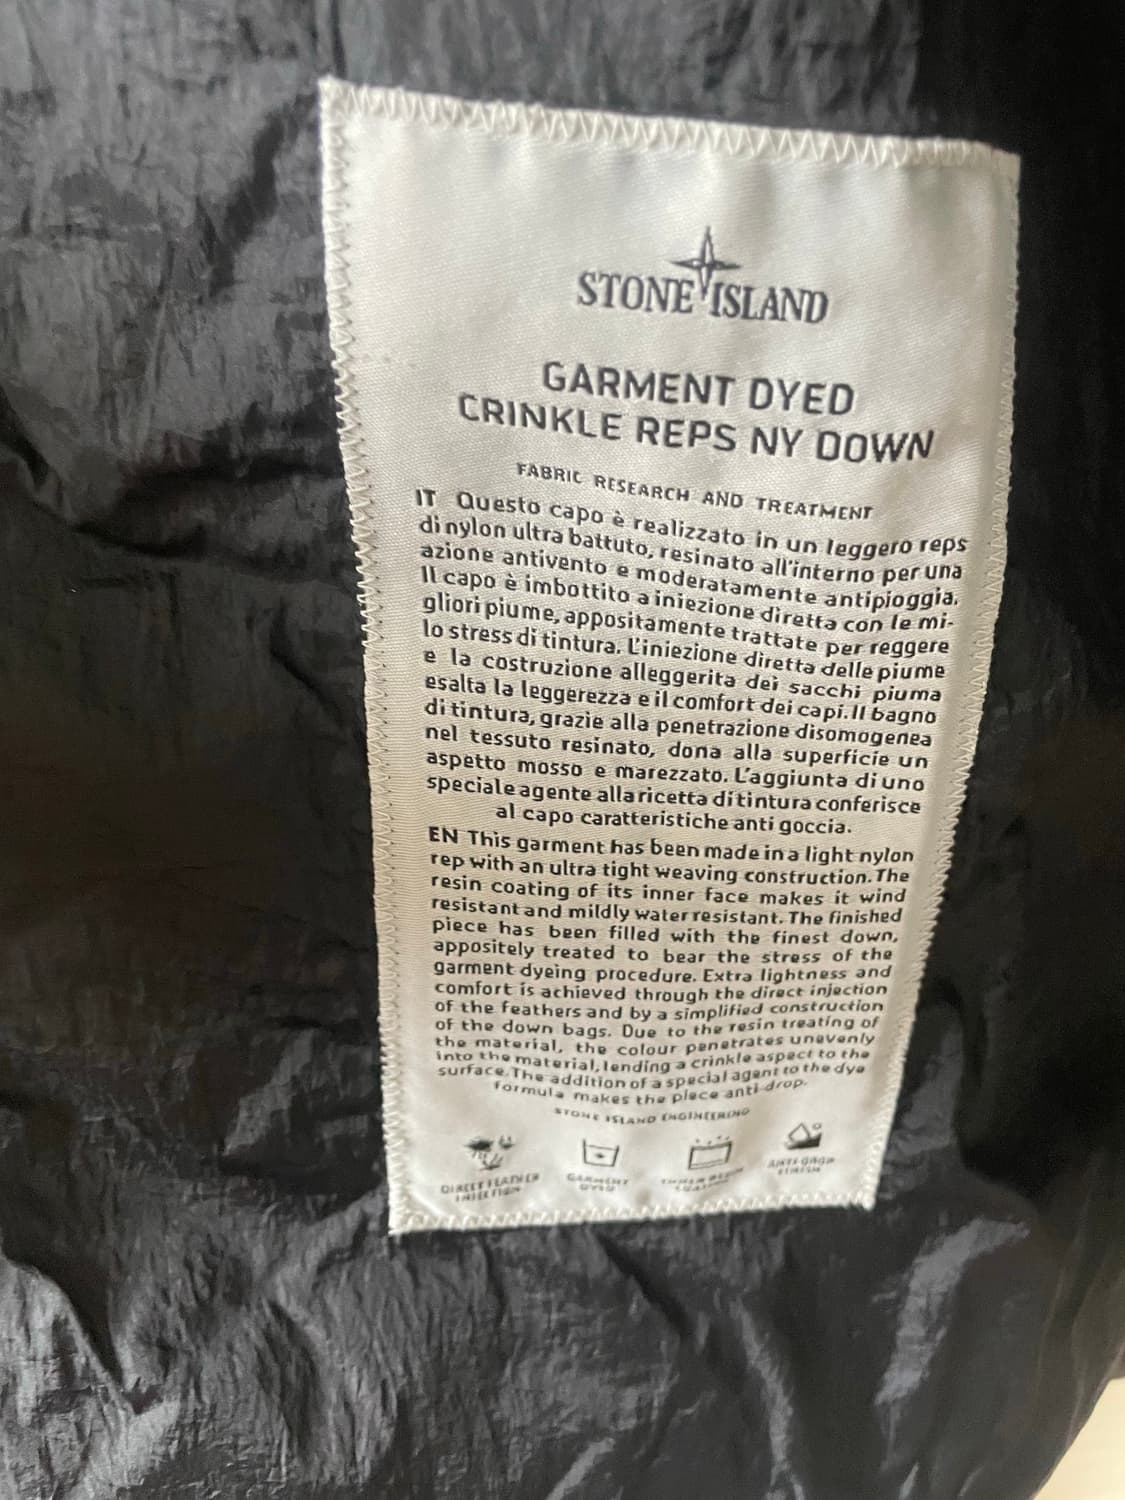 STONE ISLAND
GARMENT DYED
CRINKLE REPS NY DOWN
FABRIC RESEARCH AND TREATMENT
IT Questo capo è realizzato in un leggero reps
di nylon ultra battuto, resinato all'interno per una
azione antivento e moderatamente antipioggia.
Il capo è imbottito a iniezione diretta con le mi-
gliori piume, appositamente trattate per reggere
lo stress di tintura. L'iniezione diretta delle piume
e la costruzione alleggerita dei sacchi piuma
esalta la leggerezza e il comfort dei capi. Il bagno
di tintura, grazie alla penetrazione disomogenea
nel tessuto resinato, dona alla superficie un
aspetto mosso e marezzato. L'aggiunta di uno
speciale agente alla ricetta di tintura conferisce
al capo caratteristiche anti goccia.
EN This garment has been made in a light nylon
rep with an ultra tight weaving construction. The
resin coating of its inner face makes it wind
resistant and mildly water resistant. The finished
piece has been filled with the finest down,
appositely treated to bear the stress of the
garment dyeing procedure. Extra lightness and
comfort is achieved through the direct injection
of the feathers and by a simplified construction
of the down bags. Due to the resin treating of
the material, the colour penetrates unevenly
into the material, lending a crinkle aspect to the
surface. The addition of a special agent to the dye
formula makes the piece anti-drop.
STONE ISLAND ENGINEERING
DIRECT FEATHER
INJECTION
GARMENT
DYED
INNER RESIN
COATING
ANTI-DROP
FINISH